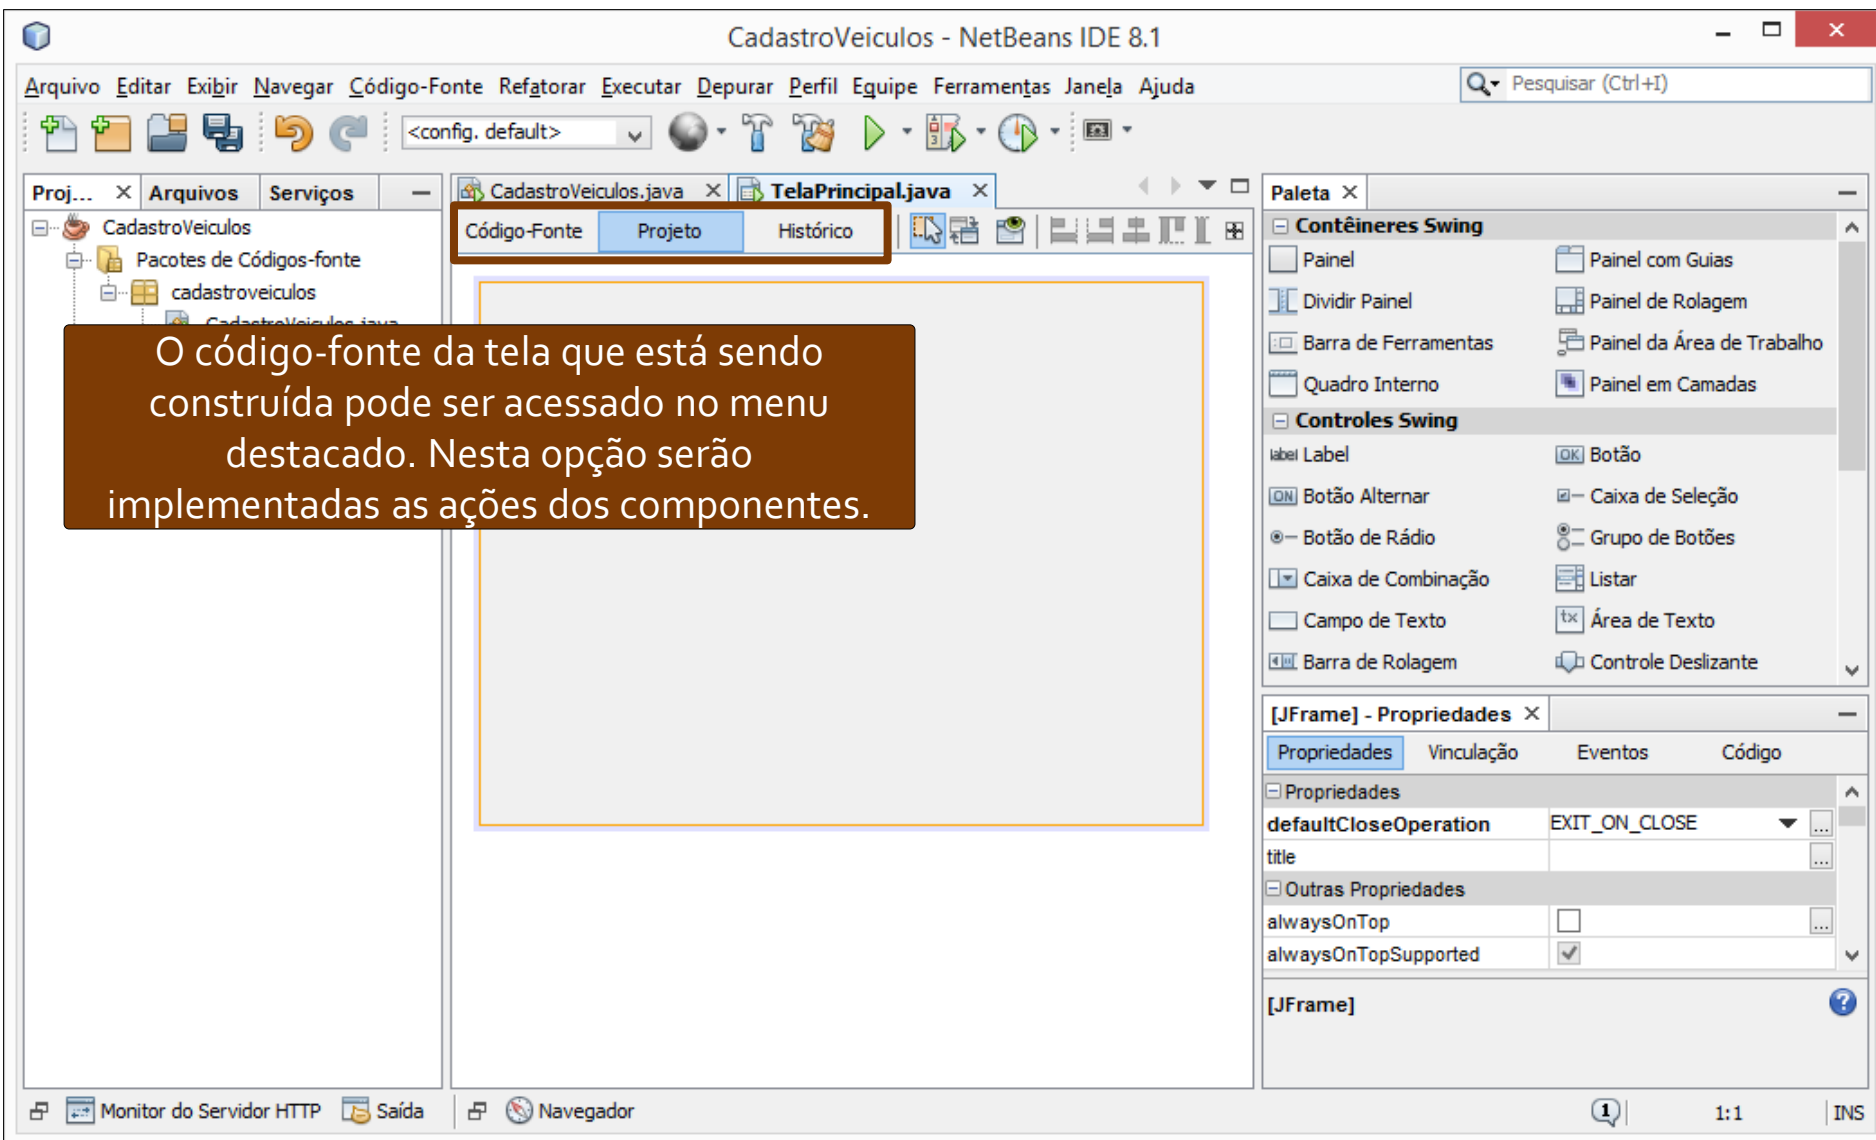 CadastroVeiculos - NetBeans IDE 8.1
Arquivo Editar Exibir Navegar Código-Fonte Refatorar Executar Depurar Perfil Equipe Ferramentas Janela Ajuda
Pesquisar (Ctrl+I)
<config. default>
Proj... Arquivos Serviços
CadastroVeiculos.java TelaPrincipal.java
Paleta
CadastroVeiculos
Pacotes de Códigos-fonte
cadastroveiculos
CadastroVeiculos.java
Código-Fonte Projeto Histórico
O código-fonte da tela que está sendo
construída pode ser acessado no menu
destacado. Nesta opção serão
implementadas as ações dos componentes.
Contêineres Swing
Painel Painel com Guias
Dividir Painel Painel de Rolagem
Barra de Ferramentas Painel da Área de Trabalho
Quadro Interno Painel em Camadas
Controles Swing
label Label OK Botão
ON Botão Alternar Caixa de Seleção
Botão de Rádio Grupo de Botões
Caixa de Combinação Listar
Campo de Texto tx Área de Texto
Barra de Rolagem Controle Deslizante
[JFrame] - Propriedades
Propriedades Vinculação Eventos Código
Propriedades
defaultCloseOperation EXIT_ON_CLOSE ...
title ...
Outras Propriedades
alwaysOnTop ...
alwaysOnTopSupported
[JFrame]
Monitor do Servidor HTTP Saída Navegador 1 1:1 INS